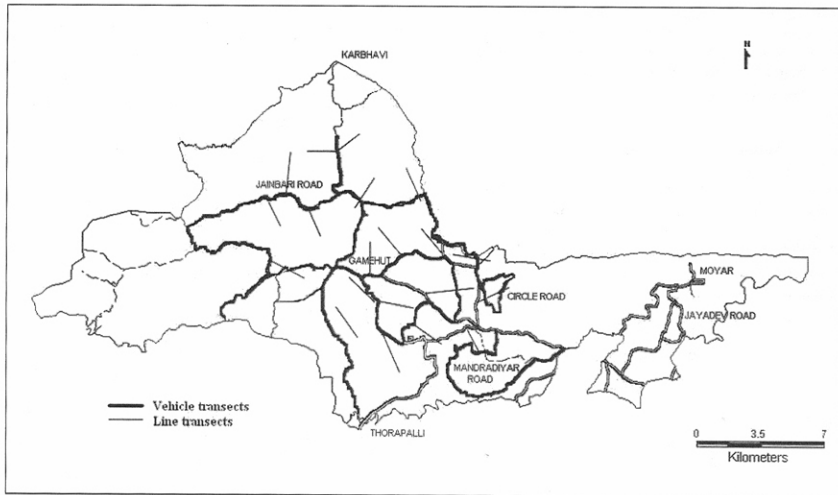 KARBHAVI
N
JAINBARI ROAD
GAMEHUT
MOYAR
CIRCLE ROAD
JAYADEV ROAD
MANDRADIYAR
ROAD
Vehicle transects
Line transects
THORAPALLI
0 3.5 7
Kilometers